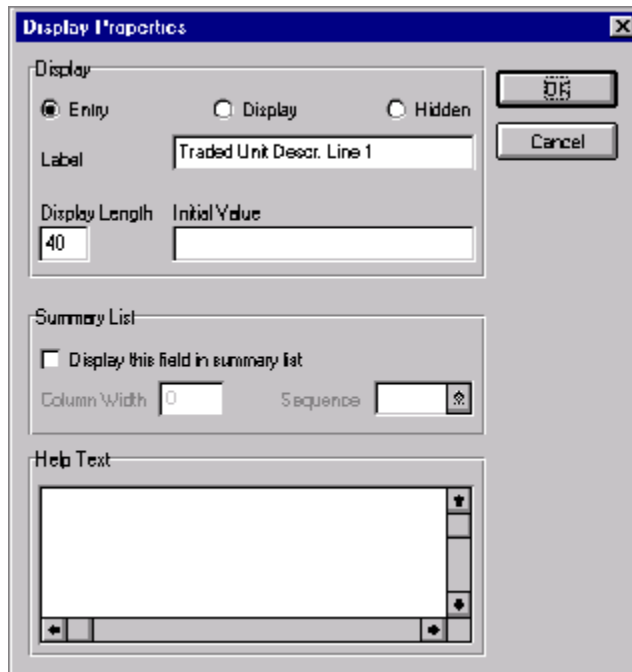 Display Properties
Display
Entry Display Hidden
OK
Cancel
Label Traded Unit Descr. Line 1
Display Length Initial Value
40
Summary List
Display this field in summary list
Column Width 0 Sequence
Help Text